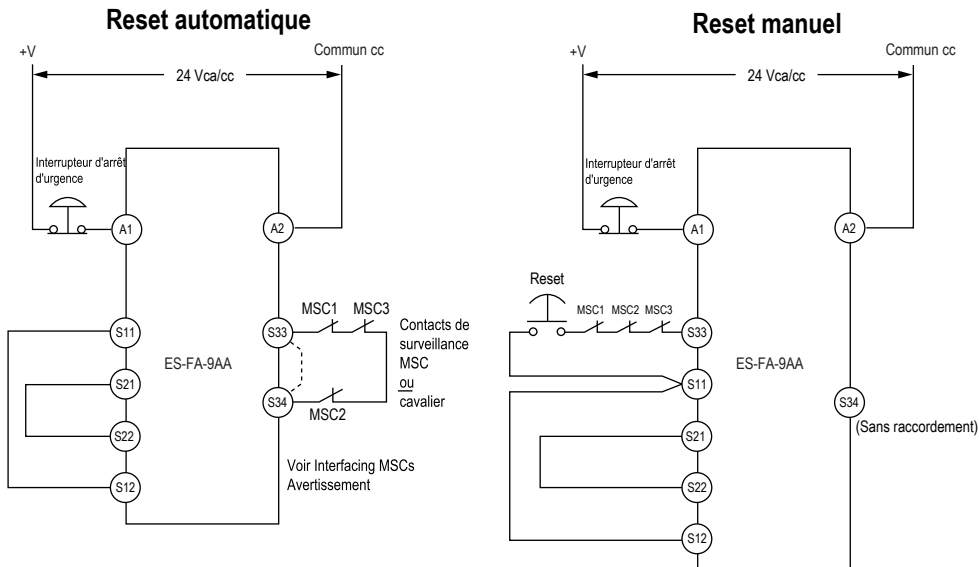 Reset automatique
+V
Commun cc
24 Vca/cc
Interrupteur d'arrêt
d'urgence
A1
A2
S11
S21
S22
S12
ES-FA-9AA
S33
S34
MSC1
MSC3
MSC2
Contacts de
surveillance
MSC
ou
cavalier
Voir Interfacing MSCs
Avertissement
Reset manuel
+V
Commun cc
24 Vca/cc
Interrupteur d'arrêt
d'urgence
A1
A2
Reset
MSC1
MSC2
MSC3
S33
S11
S21
S22
S12
ES-FA-9AA
S34
(Sans raccordement)